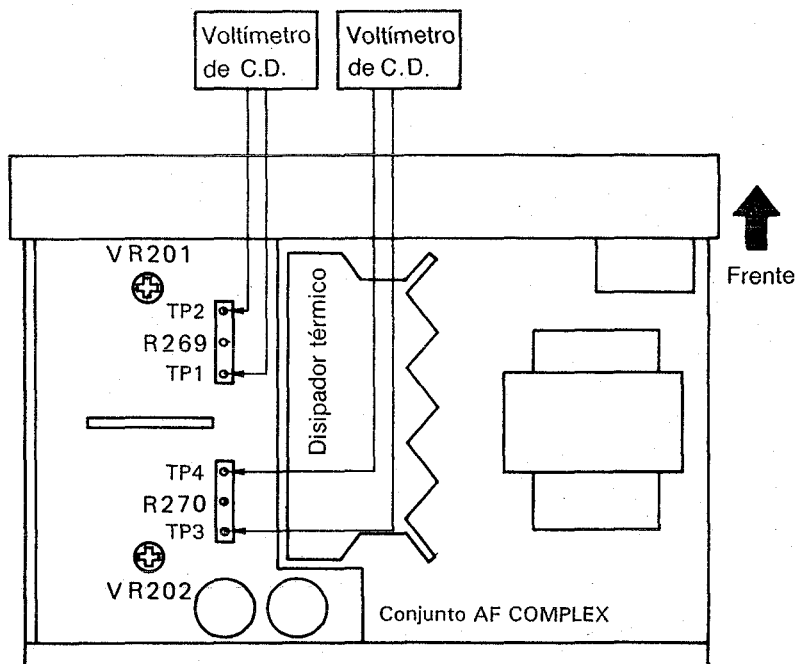 Voltímetro
de C.D.
Voltímetro
de C.D.
VR201
TP2
R269
TP1
Disipador térmico
Frente
TP4
R270
TP3
VR202
Conjunto AF COMPLEX